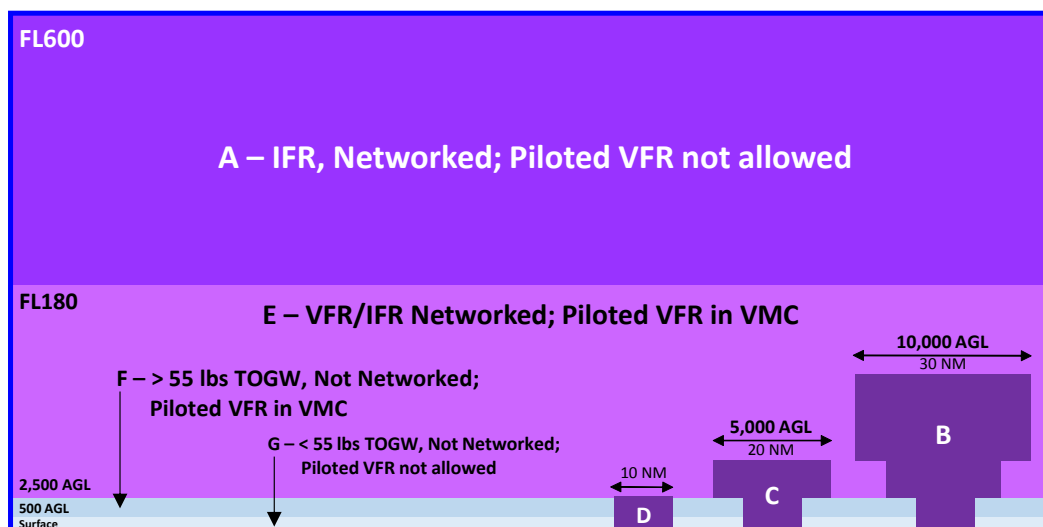 FL600
A – IFR, Networked; Piloted VFR not allowed
FL180
E – VFR/IFR Networked; Piloted VFR in VMC
10,000 AGL
30 NM
F – > 55 lbs TOGW, Not Networked;
Piloted VFR in VMC
B
5,000 AGL
20 NM
G – < 55 lbs TOGW, Not Networked;
Piloted VFR not allowed
10 NM
C
2,500 AGL
500 AGL
D
Surface